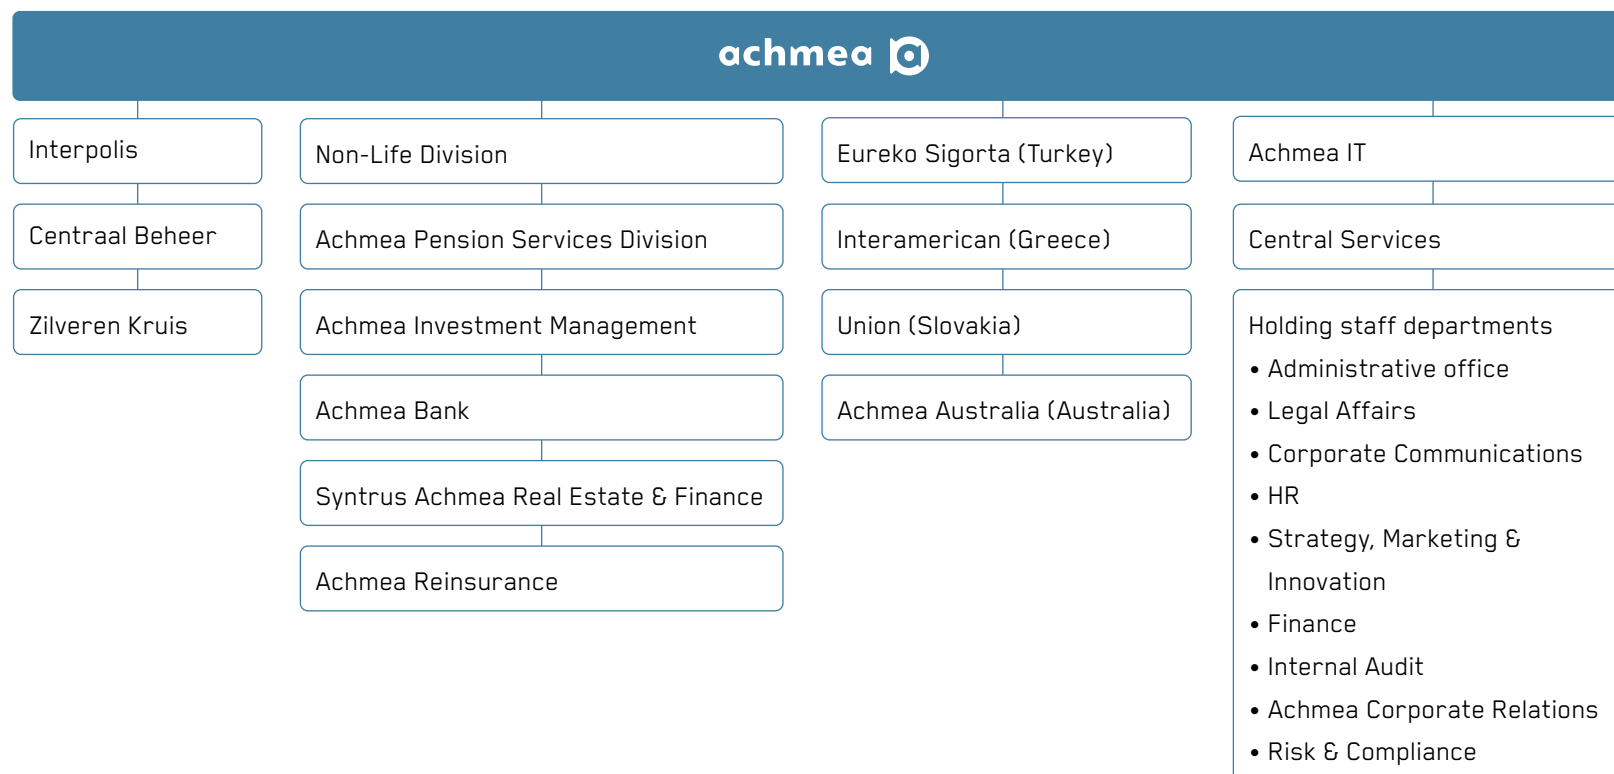 achmea
Interpolis
Centraal Beheer
Zilveren Kruis
Non-Life Division
Achmea Pension Services Division
Achmea Investment Management
Achmea Bank
Syntrus Achmea Real Estate & Finance
Achmea Reinsurance
Eureko Sigorta (Turkey)
Interamerican (Greece)
Union (Slovakia)
Achmea Australia (Australia)
Achmea IT
Central Services
Holding staff departments
• Administrative office
• Legal Affairs
• Corporate Communications
• HR
• Strategy, Marketing &
Innovation
• Finance
• Internal Audit
• Achmea Corporate Relations
• Risk & Compliance